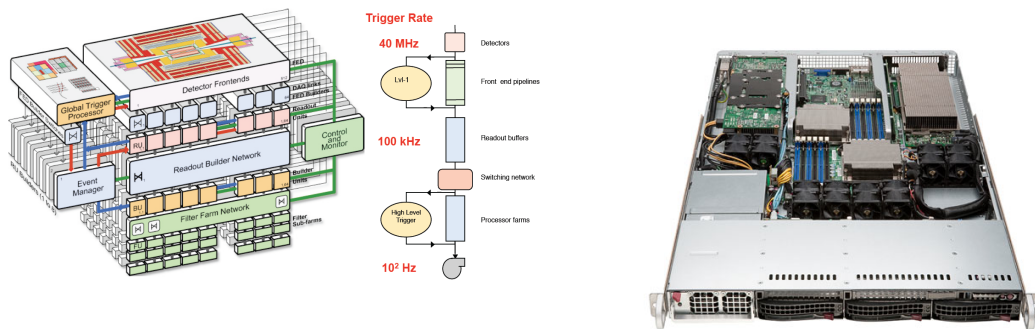 Global Trigger
Processor
Detector Frontends
FED
DAQ links
FED Builders
Readout
Units
RU
Event
Manager
Readout Builder Network
Control
and
Monitor
BU
Builder
Units
Filter Farm Network
Filter
Sub-farms
Trigger Rate
40 MHz
Detectors
Lvl-1
Front end pipelines
100 kHz
Readout buffers
Switching network
High Level
Trigger
Processor farms
10² Hz